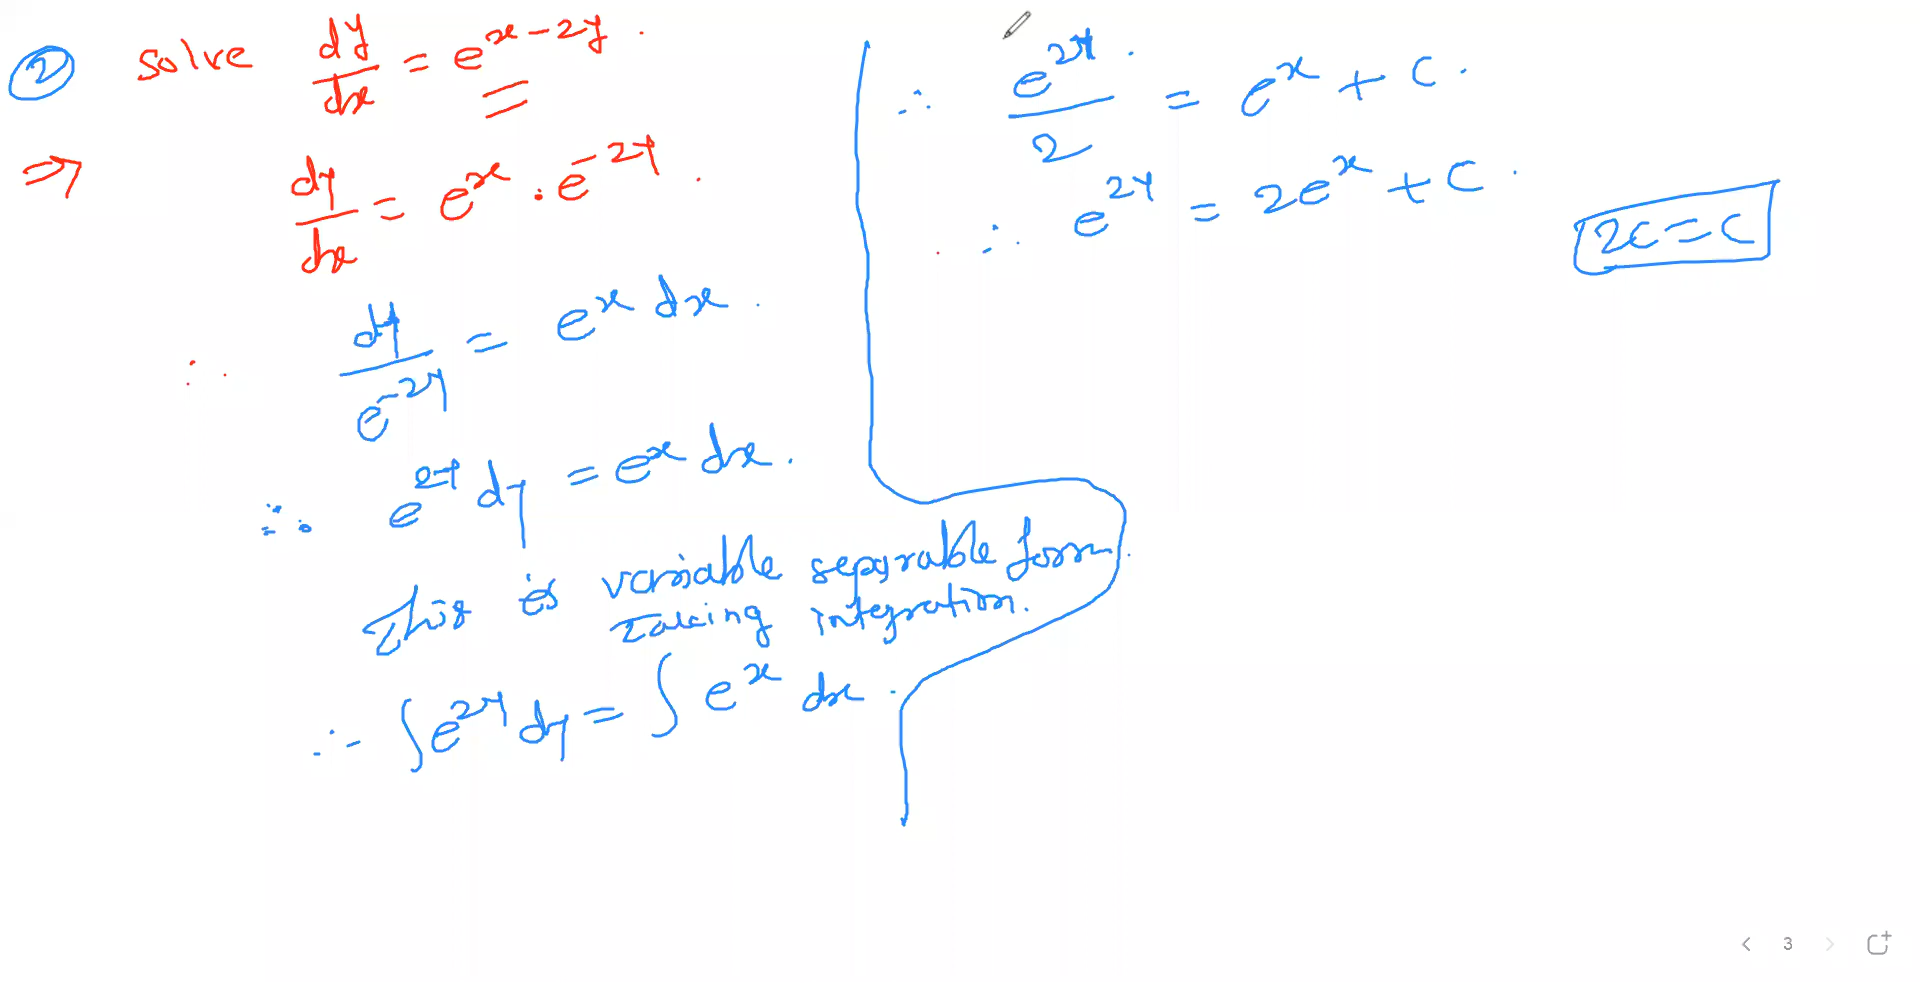 ② solve dy/dx = e^(x-2y).
⇒ dy/dx = e^x · e^(-2y).
∴ dy/e^(-2y) = e^x dx.
∴ e^(2y) dy = e^x dx.
This is variable separable form.
Taking integration.
∴ ∫e^(2y) dy = ∫ e^x dx.
∴ e^(2y)/2 = e^x + c.
∴ e^(2y) = 2e^x + c.
2c = c
3